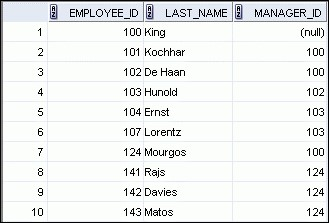 EMPLOYEE_ID LAST_NAME MANAGER_ID
1 100 King (null)
2 101 Kochhar 100
3 102 De Haan 100
4 103 Hunold 102
5 104 Ernst 103
6 107 Lorentz 103
7 124 Mourgos 100
8 141 Rajs 124
9 142 Davies 124
10 143 Matos 124